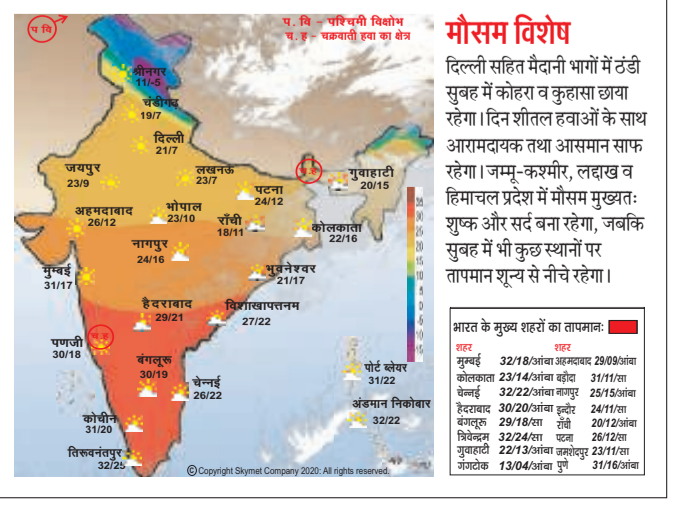 प वि
प. वि - पश्चिमी विक्षोभ
च. ह - चक्रवाती हवा का क्षेत्र
श्रीनगर
11/-5
चंडीगढ़
19/7
दिल्ली
21/7
जयपुर
23/9
लखनऊ
23/7
पटना
24/12
च.ह
गुवाहाटी
20/15
अहमदाबाद
26/12
भोपाल
23/10
राँची
18/11
कोलकाता
22/16
नागपुर
24/16
मुम्बई
31/17
भुवनेश्वर
21/17
हैदराबाद
29/21
विशाखापत्तनम
27/22
च.ह
पणजी
30/18
बंगलूरू
30/19
चेन्नई
26/22
पोर्ट ब्लेयर
31/22
अंडमान निकोबार
32/22
कोचीन
31/20
तिरूवनंतपुर
32/25
©Copyright Skymet Company 2020: All rights reserved.
मौसम विशेष
दिल्ली सहित मैदानी भागों में ठंडी
सुबह में कोहरा व कुहासा छाया
रहेगा। दिन शीतल हवाओं के साथ
आरामदायक तथा आसमान साफ
रहेगा। जम्मू-कश्मीर, लद्दाख व
हिमाचल प्रदेश में मौसम मुख्यतः
शुष्क और सर्द बना रहेगा, जबकि
सुबह में भी कुछ स्थानों पर
तापमान शून्य से नीचे रहेगा।
भारत के मुख्य शहरों का तापमानः
शहर शहर
मुम्बई 32/18/आंबा अहमदाबाद 29/09/आंबा
कोलकाता 23/14/आंबा बड़ौदा 31/11/सा
चेन्नई 32/22/आंबा नागपुर 25/15/आंबा
हैदराबाद 30/20/आंबा इन्दौर 24/11/सा
बंगलूरू 29/18/सा राँची 20/12/आंबा
त्रिवेन्द्रम 32/24/सा पटना 26/12/सा
गुवाहाटी 22/13/आंबा जमशेदपुर 23/11/सा
गंगटोक 13/04/आंबा पुणे 31/16/आंबा